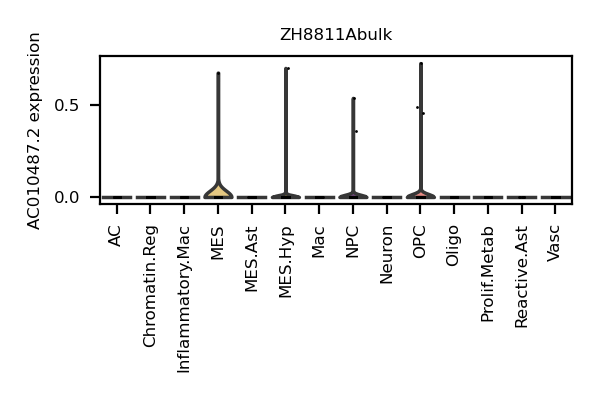 ZH8811Abulk
AC010487.2 expression
0.5
0.0
AC
Chromatin.Reg
Inflammatory.Mac
MES
MES.Ast
MES.Hyp
Mac
NPC
Neuron
OPC
Oligo
Prolif.Metab
Reactive.Ast
Vasc